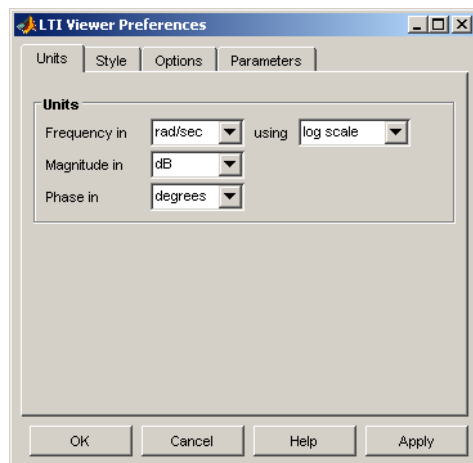 LTI Viewer Preferences
Units Style Options Parameters
Units
Frequency in rad/sec using log scale
Magnitude in dB
Phase in degrees
OK Cancel Help Apply